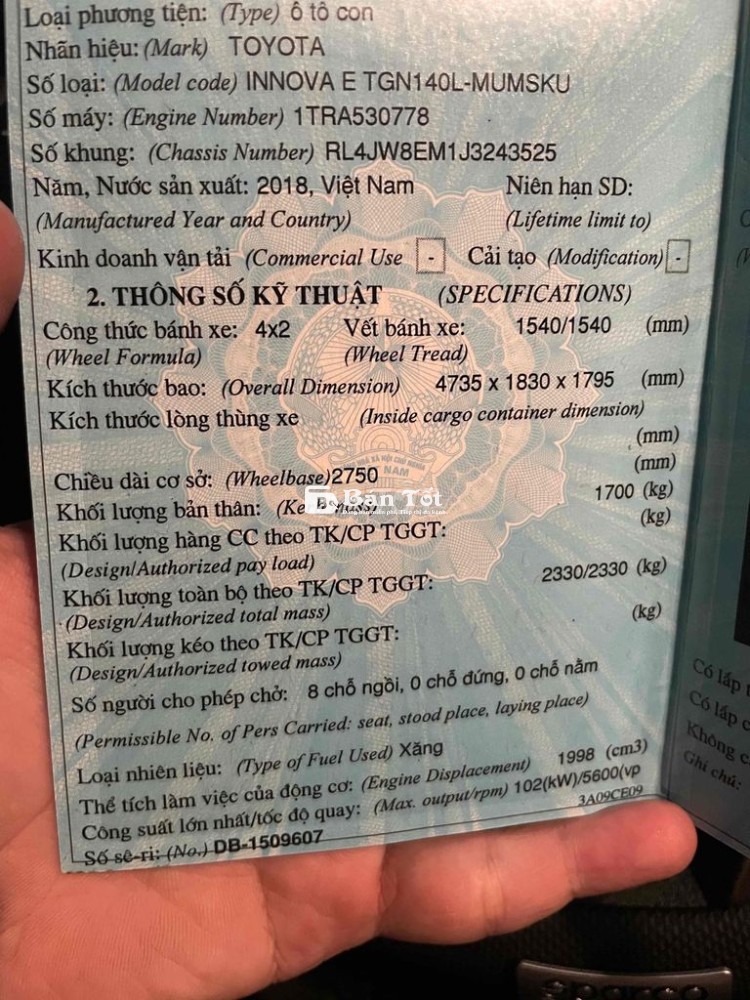 Loại phương tiện: (Type) ô tô con
Nhãn hiệu: (Mark) TOYOTA
Số loại: (Model code) INNOVA E TGN140L-MUMSKU
Số máy: (Engine Number) 1TRA530778
Số khung: (Chassis Number) RL4JW8EM1J3243525
Năm, Nước sản xuất: 2018, Việt Nam Niên hạn SD:
(Manufactured Year and Country) (Lifetime limit to)
Kinh doanh vận tải (Commercial Use - Cải tạo (Modification) -
2. THÔNG SỐ KỸ THUẬT (SPECIFICATIONS)
Công thức bánh xe: 4x2 Vết bánh xe: 1540/1540 (mm)
(Wheel Formula) (Wheel Tread)
Kích thước bao: (Overall Dimension) 4735 x 1830 x 1795 (mm)
Kích thước lòng thùng xe (Inside cargo container dimension)
(mm)
Chiều dài cơ sở: (Wheelbase)2750 (mm)
Khối lượng bản thân: 1700 (kg)
Bán Tốt
Khối lượng hàng CC theo TK/CP TGGT: (kg)
(Design/Authorized pay load)
Khối lượng toàn bộ theo TK/CP TGGT: 2330/2330 (kg)
(Design/Authorized total mass)
Khối lượng kéo theo TK/CP TGGT: (kg)
(Design/Authorized towed mass)
Số người cho phép chở: 8 chỗ ngồi, 0 chỗ đứng, 0 chỗ nằm
(Permissible No. of Pers Carried: seat, stood place, laying place)
Loại nhiên liệu: (Type of Fuel Used) Xăng
Thể tích làm việc của động cơ: (Engine Displacement) 1998 (cm3)
Công suất lớn nhất/tốc độ quay: (Max. output/rpm) 102(kW)/5600(vp
3A09CE09
Số sê-ri: (No.) DB-1509607
Có lắp
Có lắp
Không
Ghi chú: